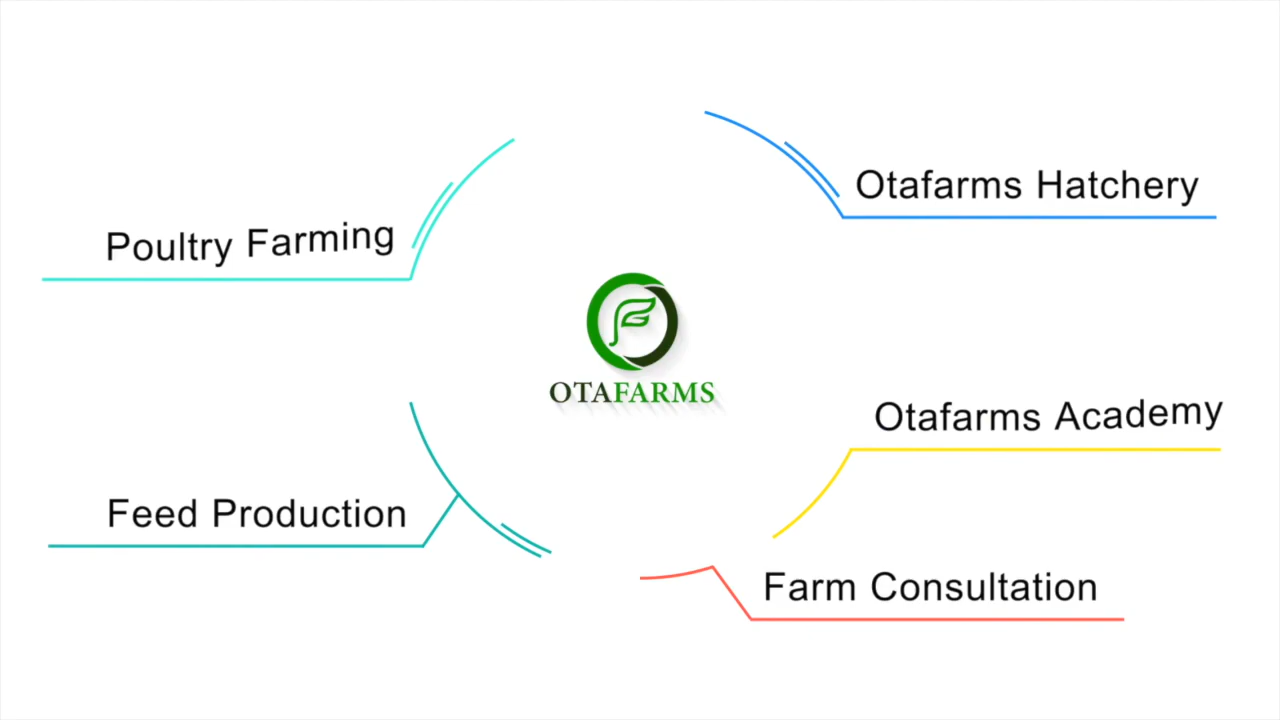 Otafarms Hatchery
Poultry Farming
OTAFARMS
Otafarms Academy
Feed Production
Farm Consultation